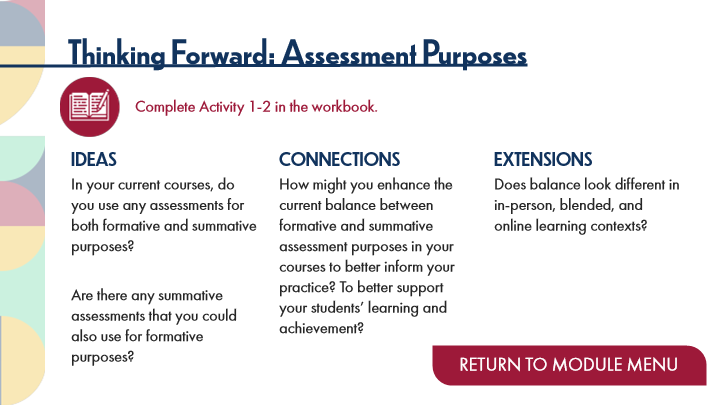 Thinking Forward: Assessment Purposes
Complete Activity 1-2 in the workbook.
IDEAS
In your current courses, do
you use any assessments for
both formative and summative
purposes?
Are there any summative
assessments that you could
also use for formative
purposes?
CONNECTIONS
How might you enhance the
current balance between
formative and summative
assessment purposes in your
courses to better inform your
practice? To better support
your students’ learning and
achievement?
EXTENSIONS
Does balance look different in
in-person, blended, and
online learning contexts?
RETURN TO MODULE MENU